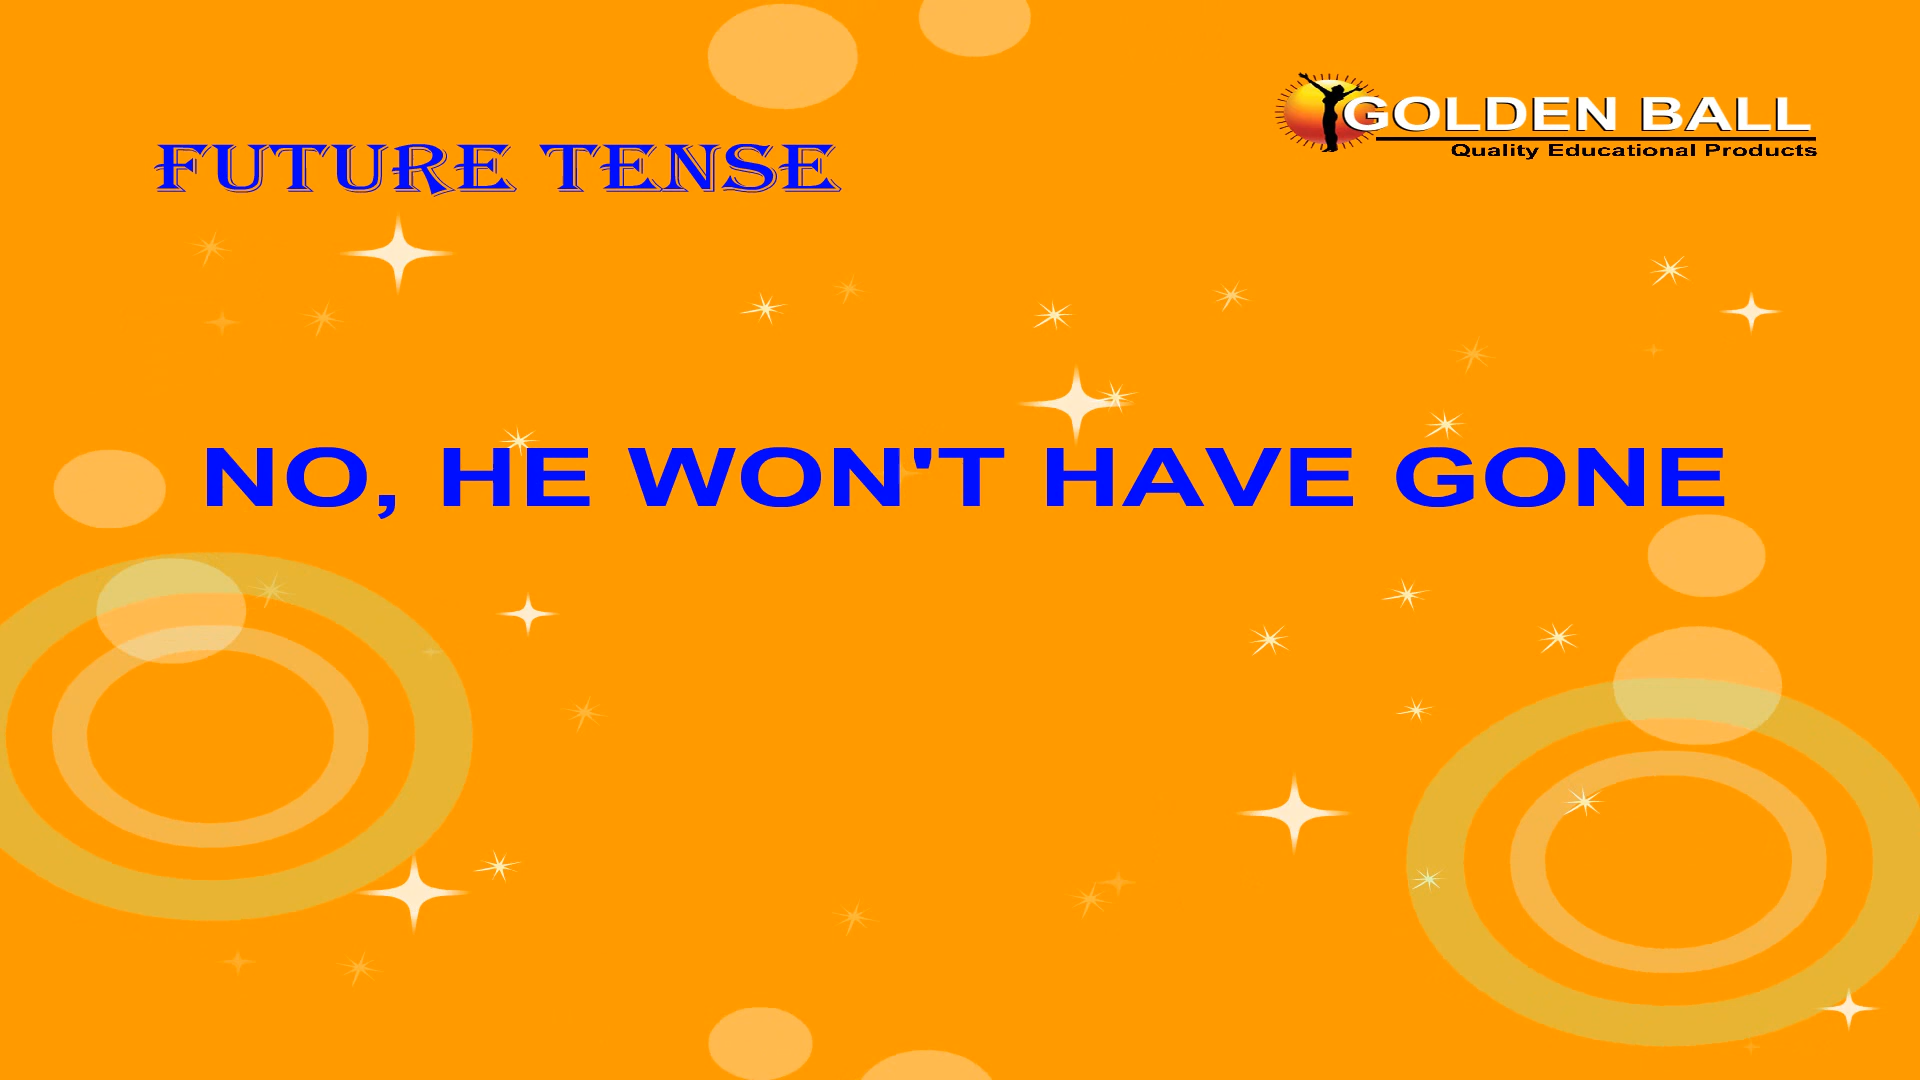 GOLDEN BALL
Quality Educational Products
FUTURE TENSE
NO, HE WON'T HAVE GONE